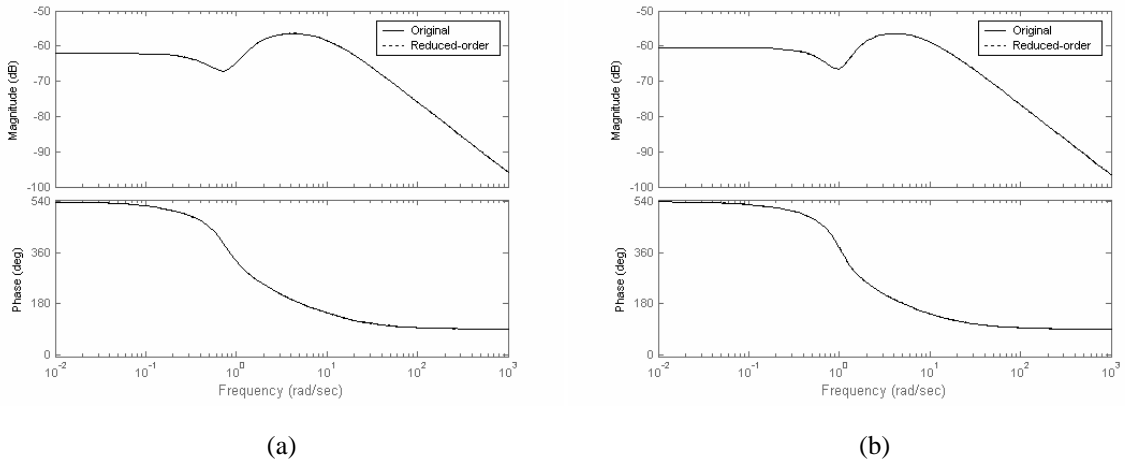 -50
-60
-70
-80
-90
-100
Magnitude (dB)
Original
Reduced-order
540
360
180
0
Phase (deg)
10^-2
10^-1
10^0
10^1
10^2
10^3
Frequency (rad/sec)
(a)
-50
-60
-70
-80
-90
-100
Magnitude (dB)
Original
Reduced-order
540
360
180
0
Phase (deg)
10^-2
10^-1
10^0
10^1
10^2
10^3
Frequency (rad/sec)
(b)